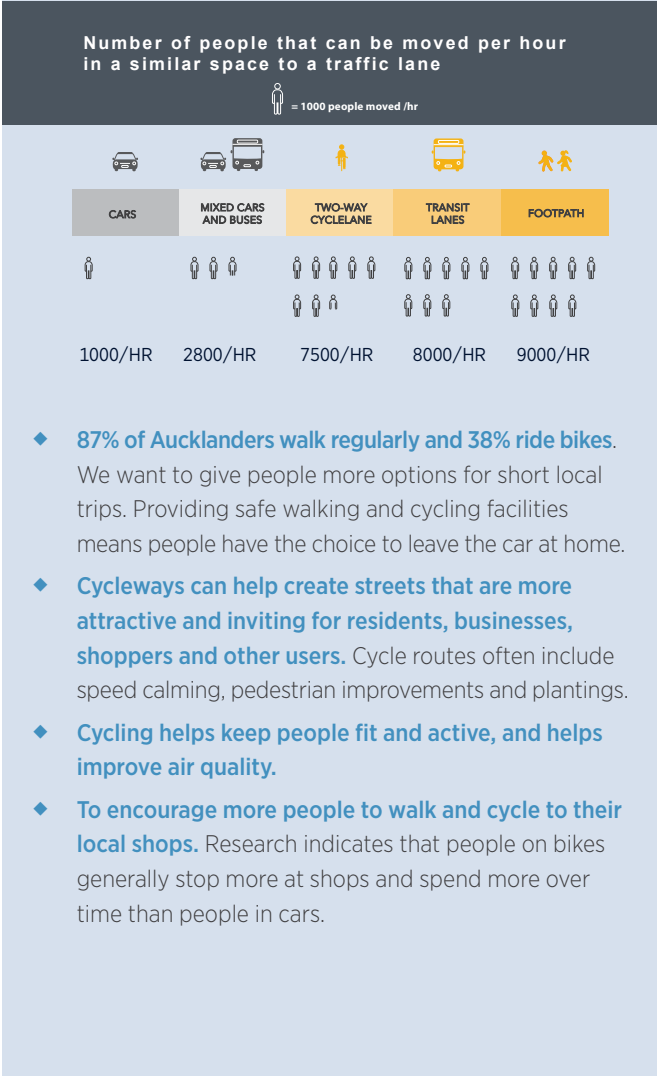 Number of people that can be moved per hour
in a similar space to a traffic lane
= 1000 people moved /hr
CARS
MIXED CARS
AND BUSES
TWO-WAY
CYCLELANE
TRANSIT
LANES
FOOTPATH
1000/HR
2800/HR
7500/HR
8000/HR
9000/HR
87% of Aucklanders walk regularly and 38% ride bikes.
We want to give people more options for short local
trips. Providing safe walking and cycling facilities
means people have the choice to leave the car at home.
Cycleways can help create streets that are more
attractive and inviting for residents, businesses,
shoppers and other users. Cycle routes often include
speed calming, pedestrian improvements and plantings.
Cycling helps keep people fit and active, and helps
improve air quality.
To encourage more people to walk and cycle to their
local shops. Research indicates that people on bikes
generally stop more at shops and spend more over
time than people in cars.